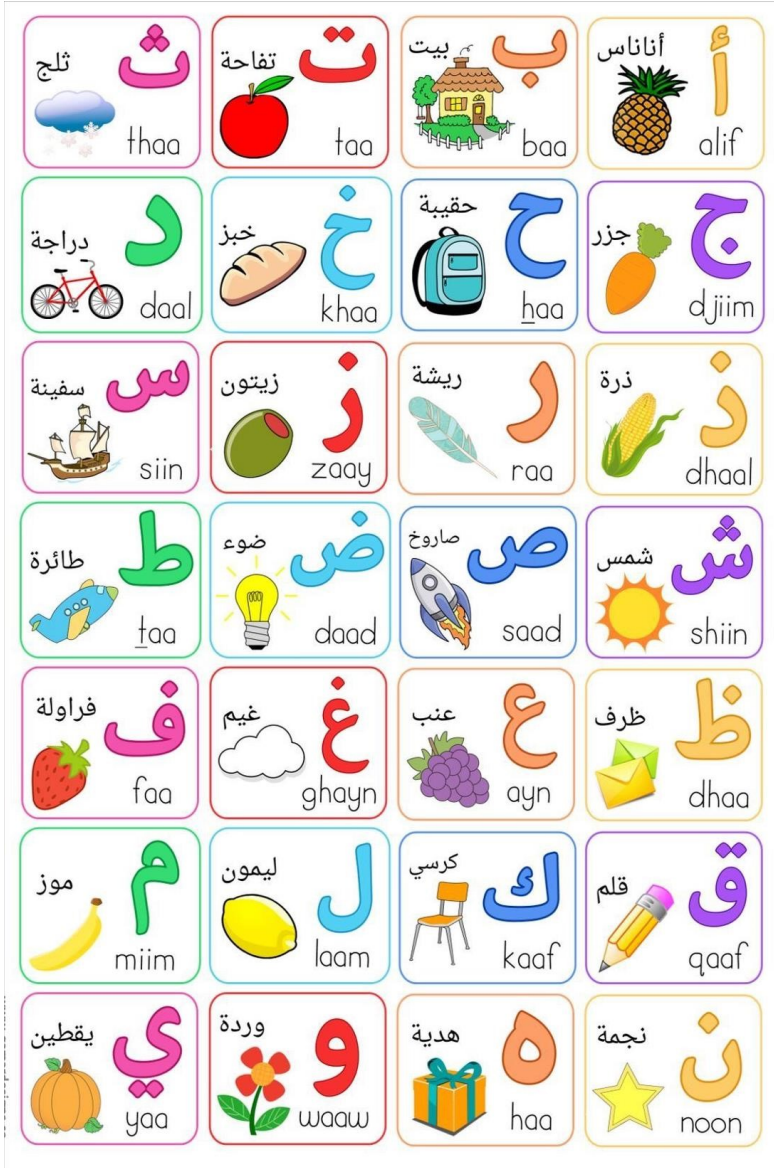 أ
أناناس
alif
ب
بيت
baa
ت
تفاحة
taa
ث
ثلج
thaa
ج
جزر
djiim
ح
حقيبة
haa
خ
خبز
khaa
د
دراجة
daal
ذ
ذرة
dhaal
ر
ريشة
raa
ز
زيتون
zaay
س
سفينة
siin
ش
شمس
shiin
ص
صاروخ
saad
ض
ضوء
daad
ط
طائرة
taa
ظ
ظرف
dhaa
ع
عنب
ayn
غ
غيم
ghayn
ف
فراولة
faa
ق
قلم
qaaf
ك
كرسي
kaaf
ل
ليمون
laam
م
موز
miim
ن
نجمة
noon
ه
هدية
haa
و
وردة
waaw
ي
يقطين
yaa